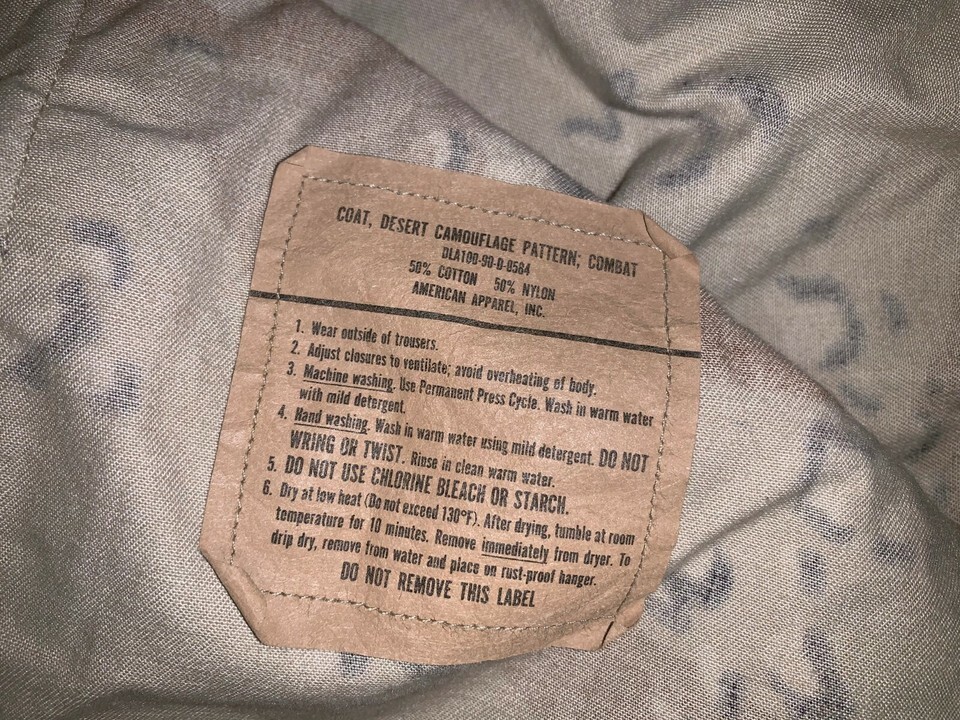 COAT, DESERT CAMOUFLAGE PATTERN; COMBAT
DLA100-90-D-0584
50% COTTON 50% NYLON
AMERICAN APPAREL, INC.
1. Wear outside of trousers.
2. Adjust closures to ventilate; avoid overheating of body.
3. Machine washing. Use Permanent Press Cycle. Wash in warm water
with mild detergent.
4. Hand washing. Wash in warm water using mild detergent. DO NOT
WRING OR TWIST. Rinse in clean warm water.
5. DO NOT USE CHLORINE BLEACH OR STARCH.
6. Dry at low heat (Do not exceed 130°F). After drying, tumble at room
temperature for 10 minutes. Remove immediately from dryer. To
drip dry, remove from water and place on rust-proof hanger.
DO NOT REMOVE THIS LABEL